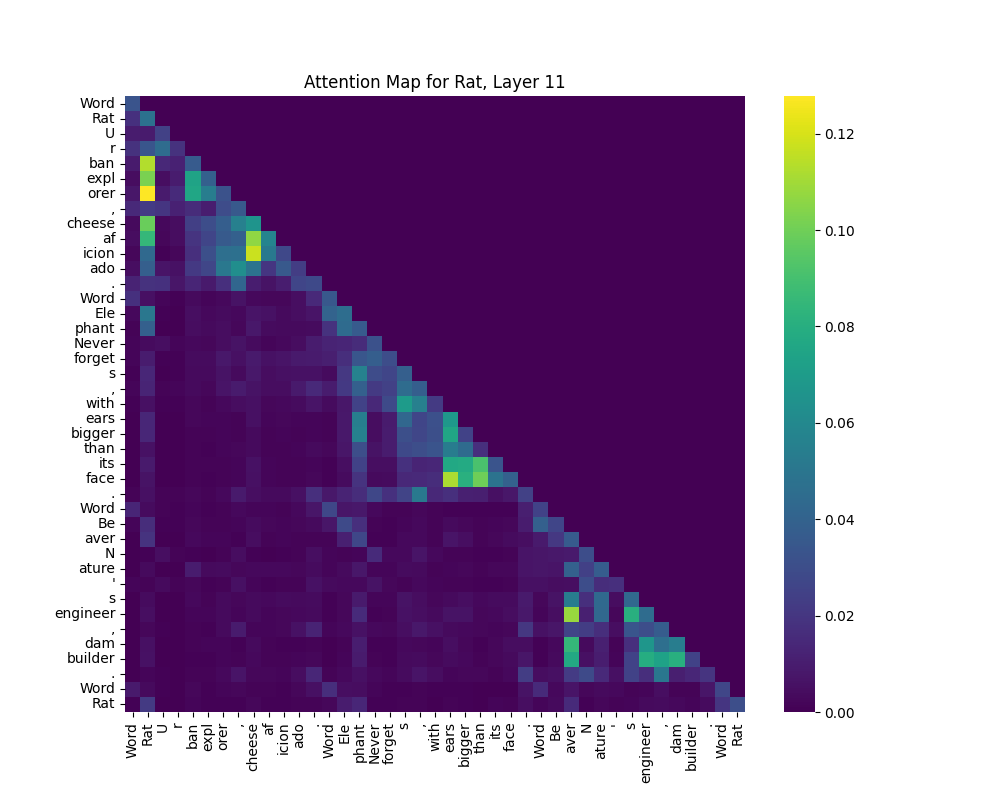 Attention Map for Rat, Layer 11
Word
Rat
U
r
ban
expl
orer
,
cheese
af
icion
ado
.
Word
Ele
phant
Never
forget
s
,
with
ears
bigger
than
its
face
.
Word
Be
aver
N
ature
'
s
engineer
,
dam
builder
.
Word
Rat
Word Rat U r ban expl orer , cheese af icion ado . Word Ele phant Never forget s , with ears bigger than its face . Word Be aver N ature ' s engineer , dam builder . Word Rat
0.12
0.10
0.08
0.06
0.04
0.02
0.00